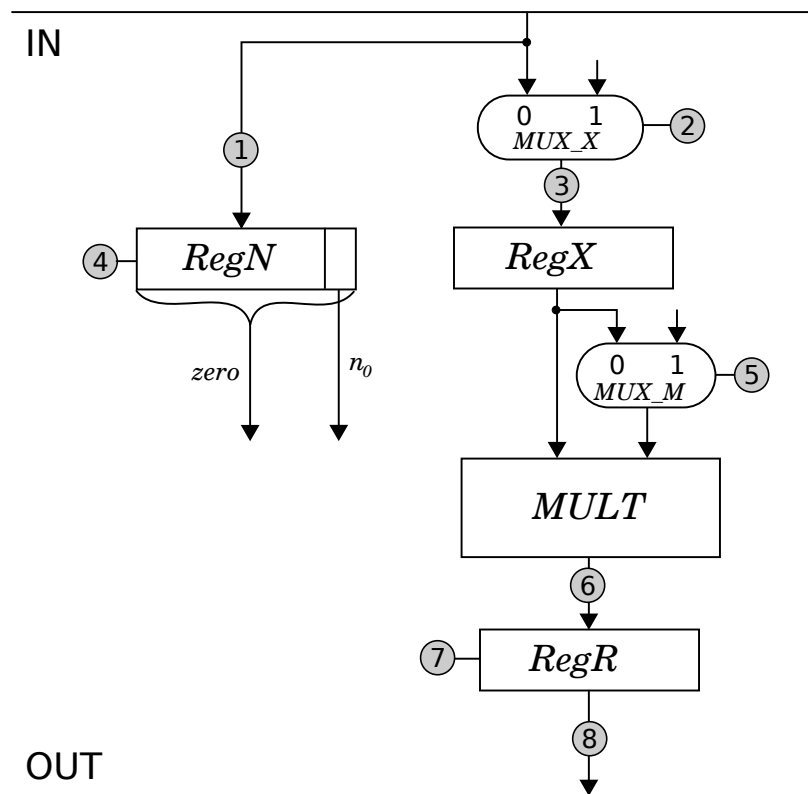 IN
0 1
MUX_X
2
1
3
4
RegN
RegX
zero
n0
0 1
MUX_M
5
MULT
6
7
RegR
8
OUT